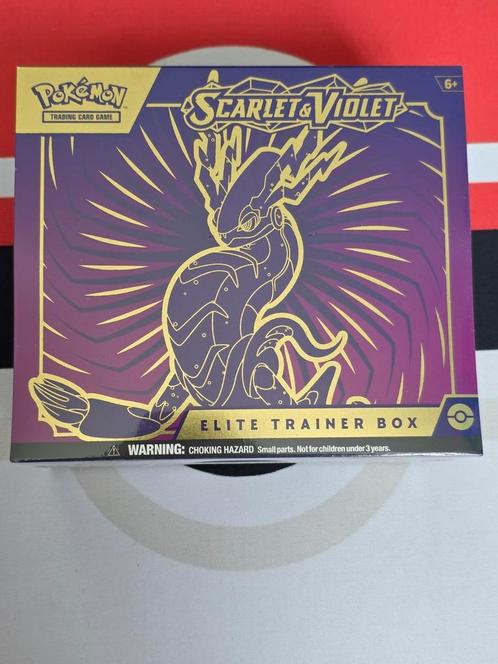 POKÉMON
TRADING CARD GAME
SCARLET & VIOLET
6+
ELITE TRAINER BOX
WARNING: CHOKING HAZARD Small parts. Not for children under 3 years.